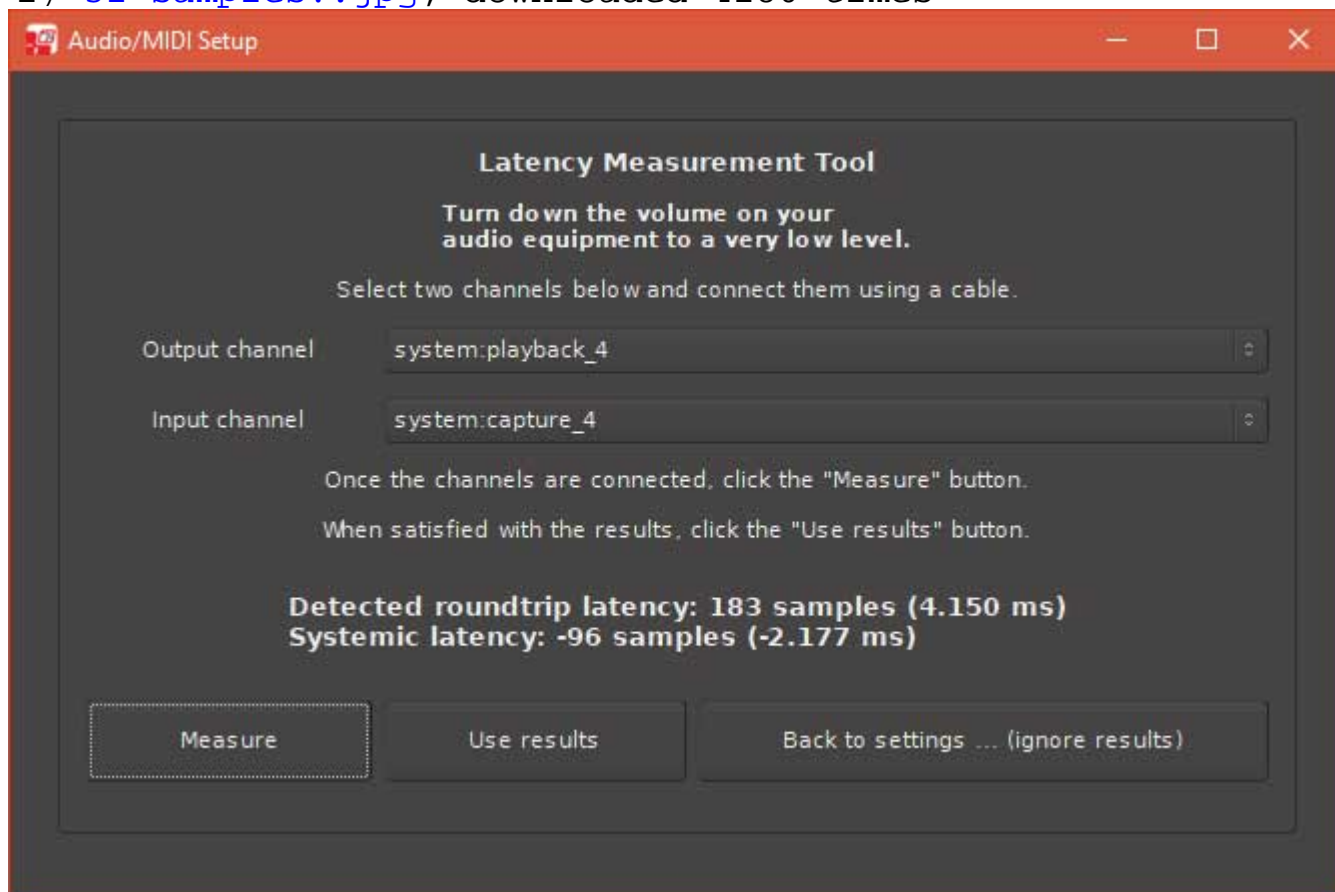 Audio/MIDI Setup
Latency Measurement Tool
Turn down the volume on your
audio equipment to a very low level.
Select two channels below and connect them using a cable.
Output channel system:playback_4
Input channel system:capture_4
Once the channels are connected, click the "Measure" button.
When satisfied with the results, click the "Use results" button.
Detected roundtrip latency: 183 samples (4.150 ms)
Systemic latency: -96 samples (-2.177 ms)
Measure Use results Back to settings ... (ignore results)